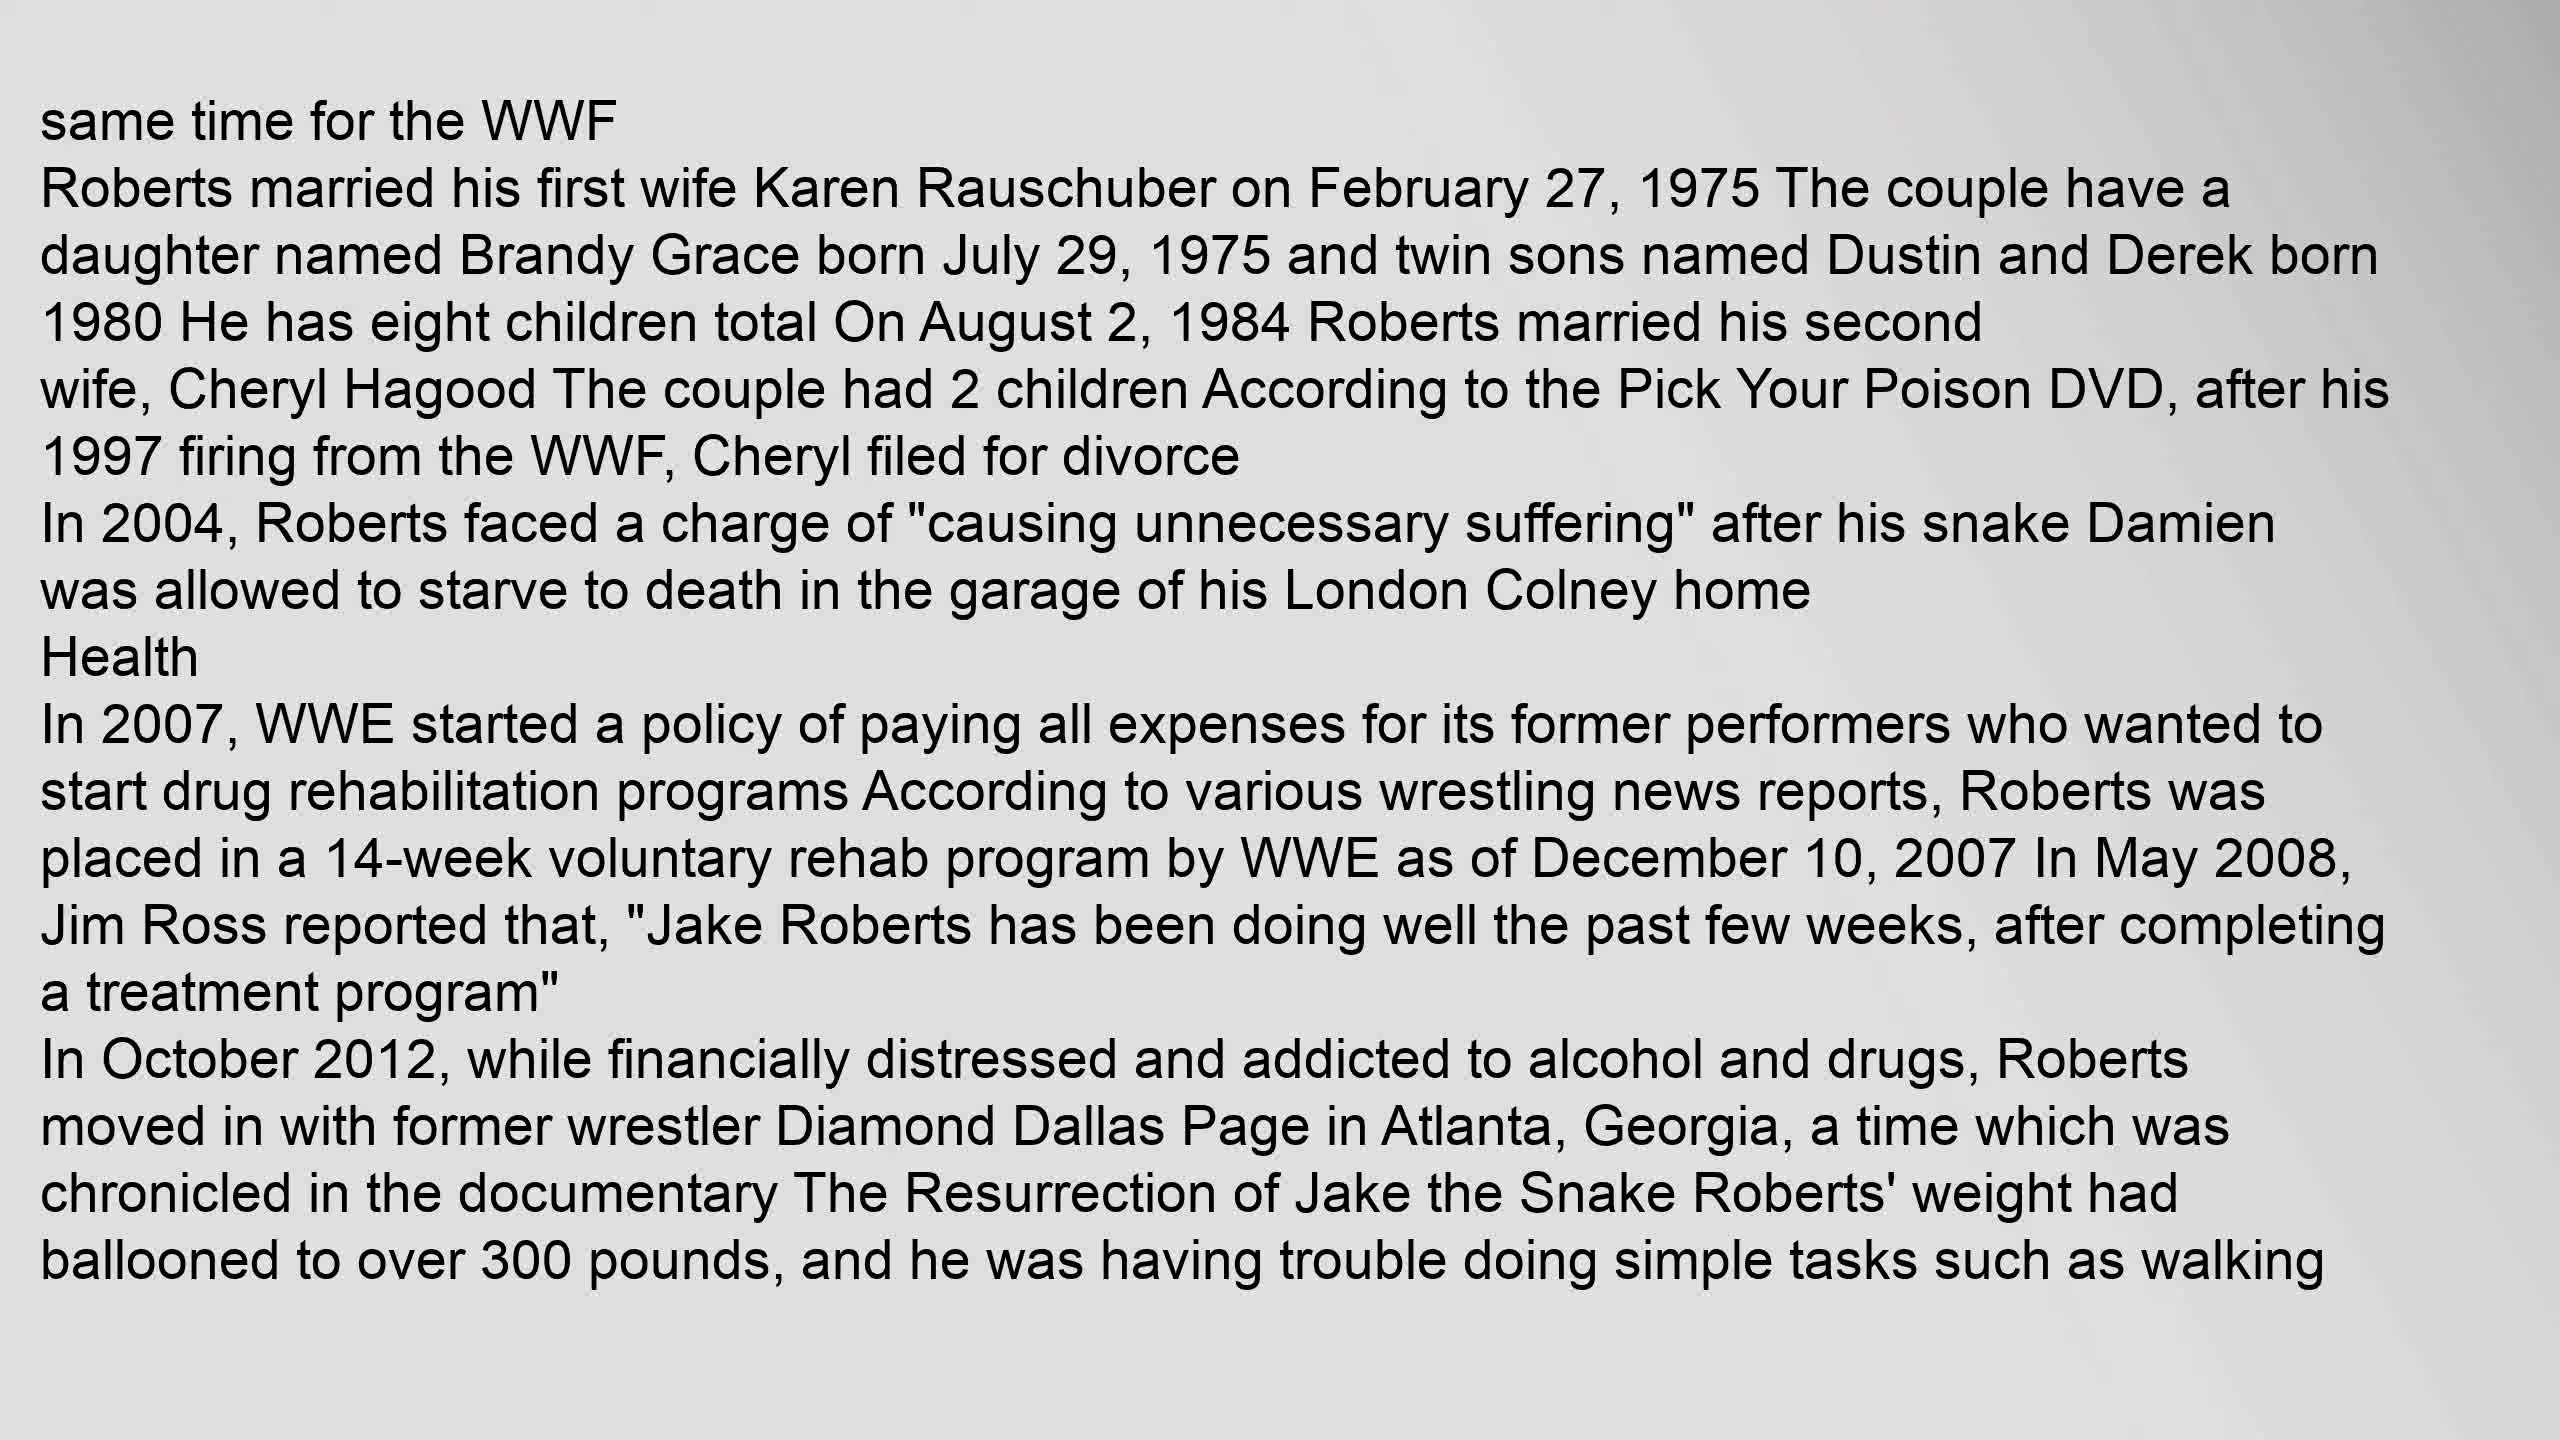 same time for the WWF
Roberts married his first wife Karen Rauschuber on February 27, 1975 The couple have a
daughter named Brandy Grace born July 29, 1975 and twin sons named Dustin and Derek born
1980 He has eight children total On August 2, 1984 Roberts married his second
wife, Cheryl Hagood The couple had 2 children According to the Pick Your Poison DVD, after his
1997 firing from the WWF, Cheryl filed for divorce
In 2004, Roberts faced a charge of "causing unnecessary suffering" after his snake Damien
was allowed to starve to death in the garage of his London Colney home
Health
In 2007, WWE started a policy of paying all expenses for its former performers who wanted to
start drug rehabilitation programs According to various wrestling news reports, Roberts was
placed in a 14-week voluntary rehab program by WWE as of December 10, 2007 In May 2008,
Jim Ross reported that, "Jake Roberts has been doing well the past few weeks, after completing
a treatment program"
In October 2012, while financially distressed and addicted to alcohol and drugs, Roberts
moved in with former wrestler Diamond Dallas Page in Atlanta, Georgia, a time which was
chronicled in the documentary The Resurrection of Jake the Snake Roberts' weight had
ballooned to over 300 pounds, and he was having trouble doing simple tasks such as walking